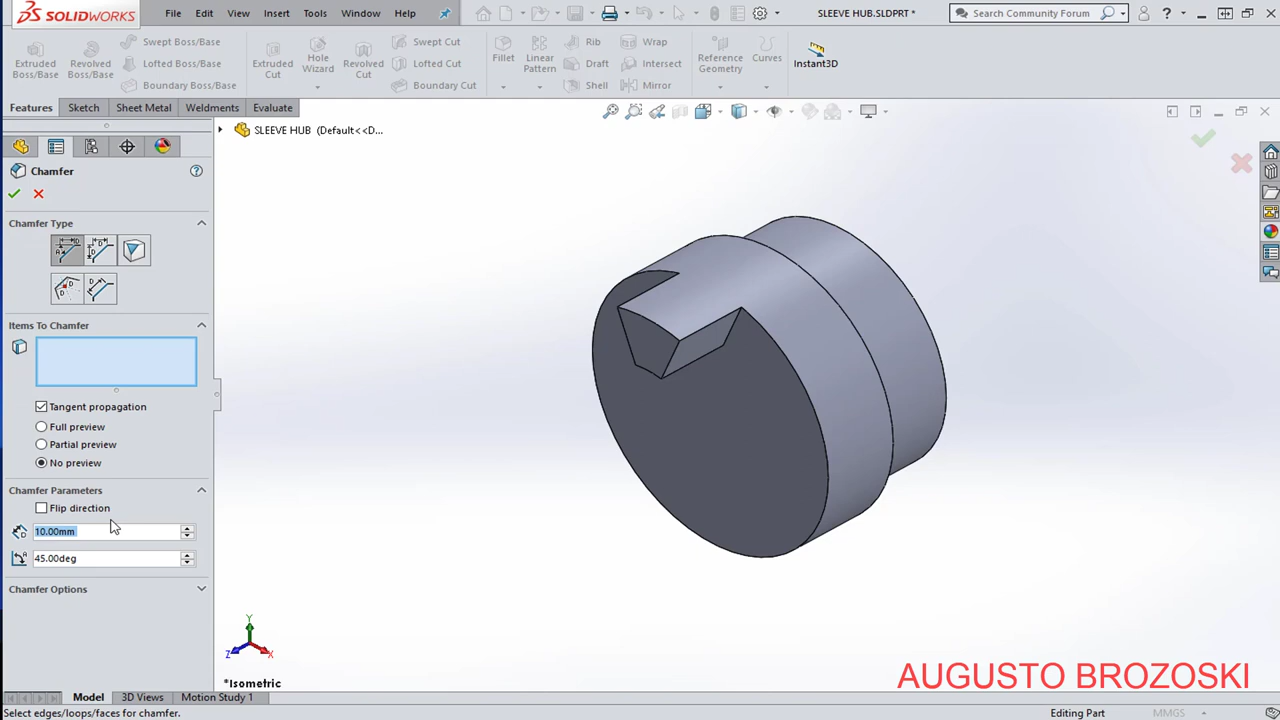 SOLIDWORKS File Edit View Insert Tools Window Help SLEEVE HUB.SLDPRT * Search Community Forum ?
Extruded Boss/Base
Revolved Boss/Base
Swept Boss/Base
Lofted Boss/Base
Boundary Boss/Base
Extruded Cut
Hole Wizard
Revolved Cut
Swept Cut
Lofted Cut
Boundary Cut
Fillet
Linear Pattern
Rib
Draft
Shell
Wrap
Intersect
Mirror
Reference Geometry
Curves
Instant3D
Features Sketch Sheet Metal Weldments Evaluate
SLEEVE HUB (Default<<D...
Chamfer ?
Chamfer Type
Items To Chamfer
Tangent propagation
Full preview
Partial preview
No preview
Chamfer Parameters
Flip direction
10.00mm
45.00deg
Chamfer Options
Y
Z X
*Isometric
AUGUSTO BROZOSKI
Model 3D Views Motion Study 1
Select edges/loops/faces for chamfer. Editing Part MMGS